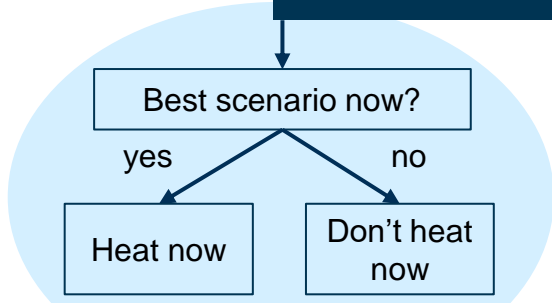 Best scenario now?
yes
no
Heat now
Don't heat
now